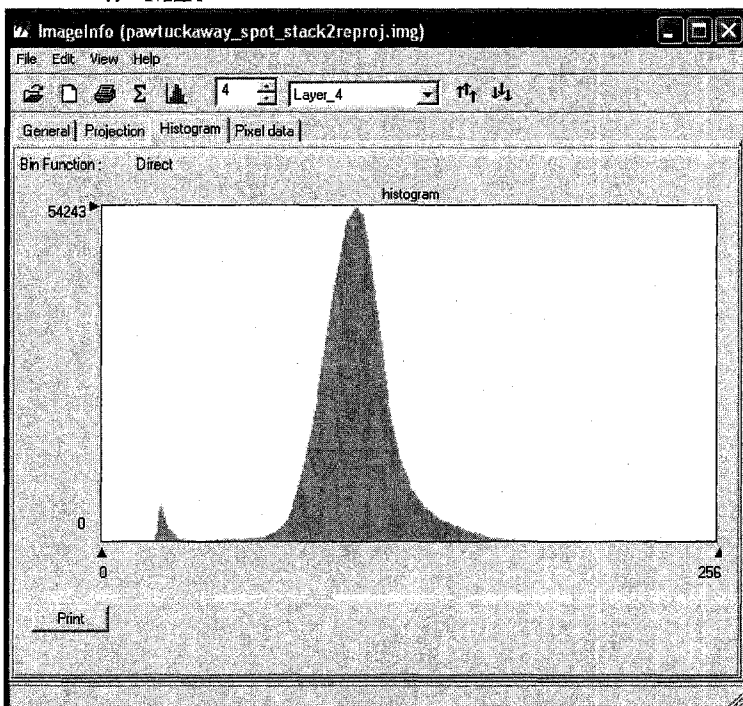 ImageInfo (pawtuckaway_spot_stack2reproj.img)
File Edit View Help
Σ 4 Layer_4
General Projection Histogram Pixel data
Bin Function : Direct
histogram
54243
0
0 256
Print